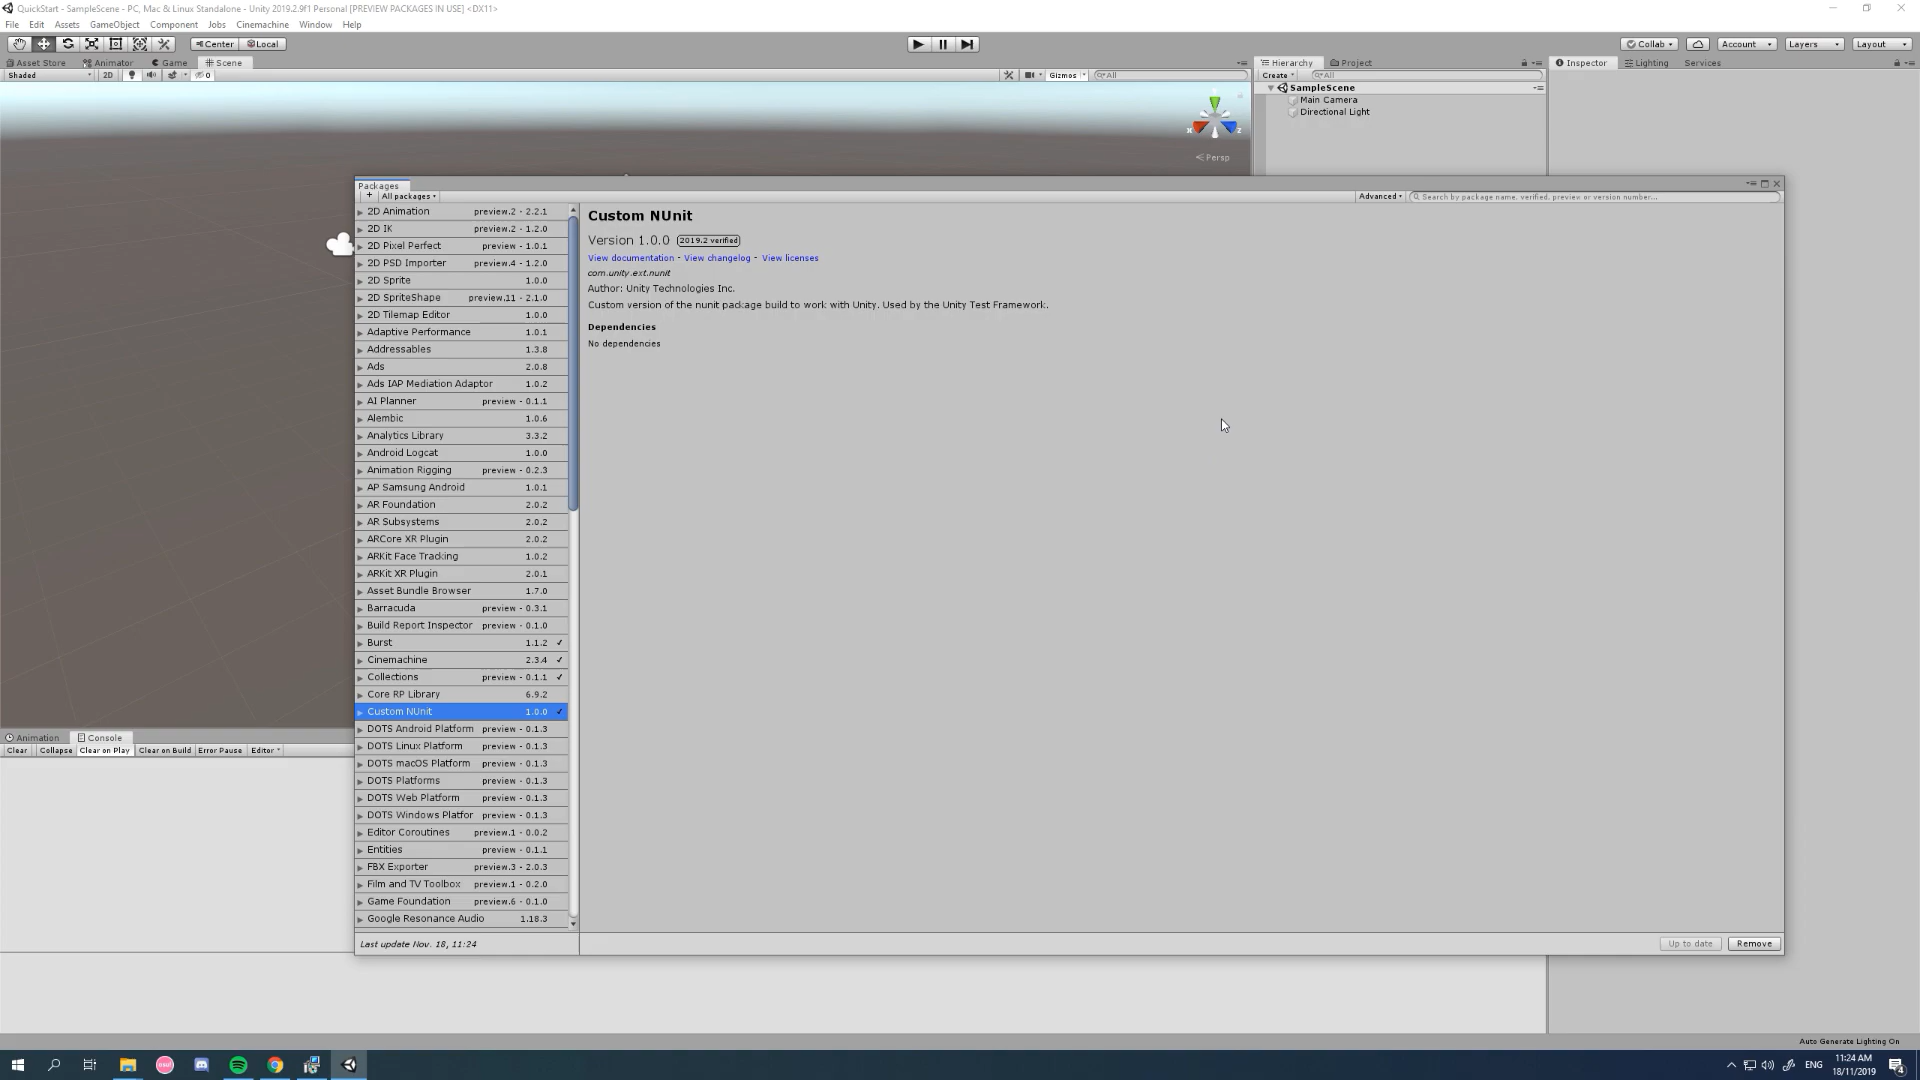 QuickStart - SampleScene - PC, Mac & Linux Standalone - Unity 2019.2.9f1 Personal [PREVIEW PACKAGES IN USE] <DX11>
File Edit Assets GameObject Component Jobs Cinemachine Window Help
Center Local Collab Account Layers Layout
Asset Store Animator Game Scene Hierarchy Project Inspector Lighting Services
Shaded 2D 0 Gizmos All Create All
SampleScene
Main Camera
Directional Light
X Z
Persp
Packages
+ All packages Advanced Search by package name, verified, preview or version number...
2D Animation preview.2 - 2.2.1
2D IK preview.2 - 1.2.0
2D Pixel Perfect preview - 1.0.1
2D PSD Importer preview.4 - 1.2.0
2D Sprite 1.0.0
2D SpriteShape preview.11 - 2.1.0
2D Tilemap Editor 1.0.0
Adaptive Performance 1.0.1
Addressables 1.3.8
Ads 2.0.8
Ads IAP Mediation Adaptor 1.0.2
AI Planner preview - 0.1.1
Alembic 1.0.6
Analytics Library 3.3.2
Android Logcat 1.0.0
Animation Rigging preview - 0.2.3
AP Samsung Android 1.0.1
AR Foundation 2.0.2
AR Subsystems 2.0.2
ARCore XR Plugin 2.0.2
ARKit Face Tracking 1.0.2
ARKit XR Plugin 2.0.1
Asset Bundle Browser 1.7.0
Barracuda preview - 0.3.1
Build Report Inspector preview - 0.1.0
Burst 1.1.2 ✓
Cinemachine 2.3.4 ✓
Collections preview - 0.1.1 ✓
Core RP Library 6.9.2
Custom NUnit 1.0.0 ✓
DOTS Android Platform preview - 0.1.3
DOTS Linux Platform preview - 0.1.3
DOTS macOS Platform preview - 0.1.3
DOTS Platforms preview - 0.1.3
DOTS Web Platform preview - 0.1.3
DOTS Windows Platfor preview - 0.1.3
Editor Coroutines preview.1 - 0.0.2
Entities preview - 0.1.1
FBX Exporter preview.3 - 2.0.3
Film and TV Toolbox preview.1 - 0.2.0
Game Foundation preview.6 - 0.1.0
Google Resonance Audio 1.18.3
Last update Nov. 18, 11:24
Custom NUnit
Version 1.0.0 2019.2 verified
View documentation - View changelog - View licenses
com.unity.ext.nunit
Author: Unity Technologies Inc.
Custom version of the nunit package build to work with Unity. Used by the Unity Test Framework.
Dependencies
No dependencies
Up to date Remove
Animation Console
Clear Collapse Clear on Play Clear on Build Error Pause Editor
Auto Generate Lighting On
ENG
11:24 AM
18/11/2019
4